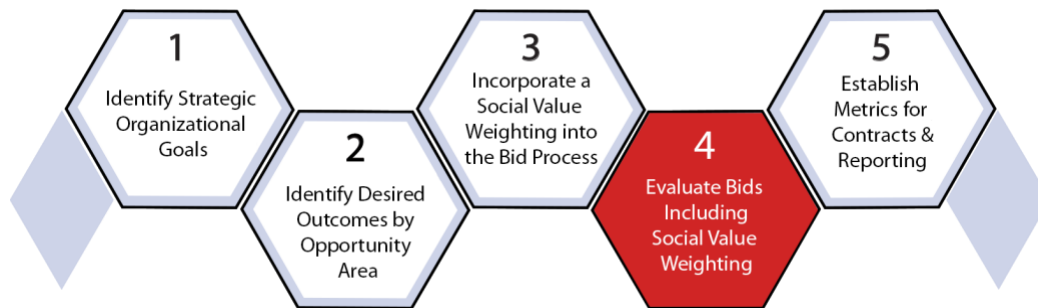 1
Identify Strategic
Organizational
Goals
2
Identify Desired
Outcomes by
Opportunity
Area
3
Incorporate a
Social Value
Weighting into
the Bid Process
4
Evaluate Bids
Including
Social Value
Weighting
5
Establish
Metrics for
Contracts &
Reporting